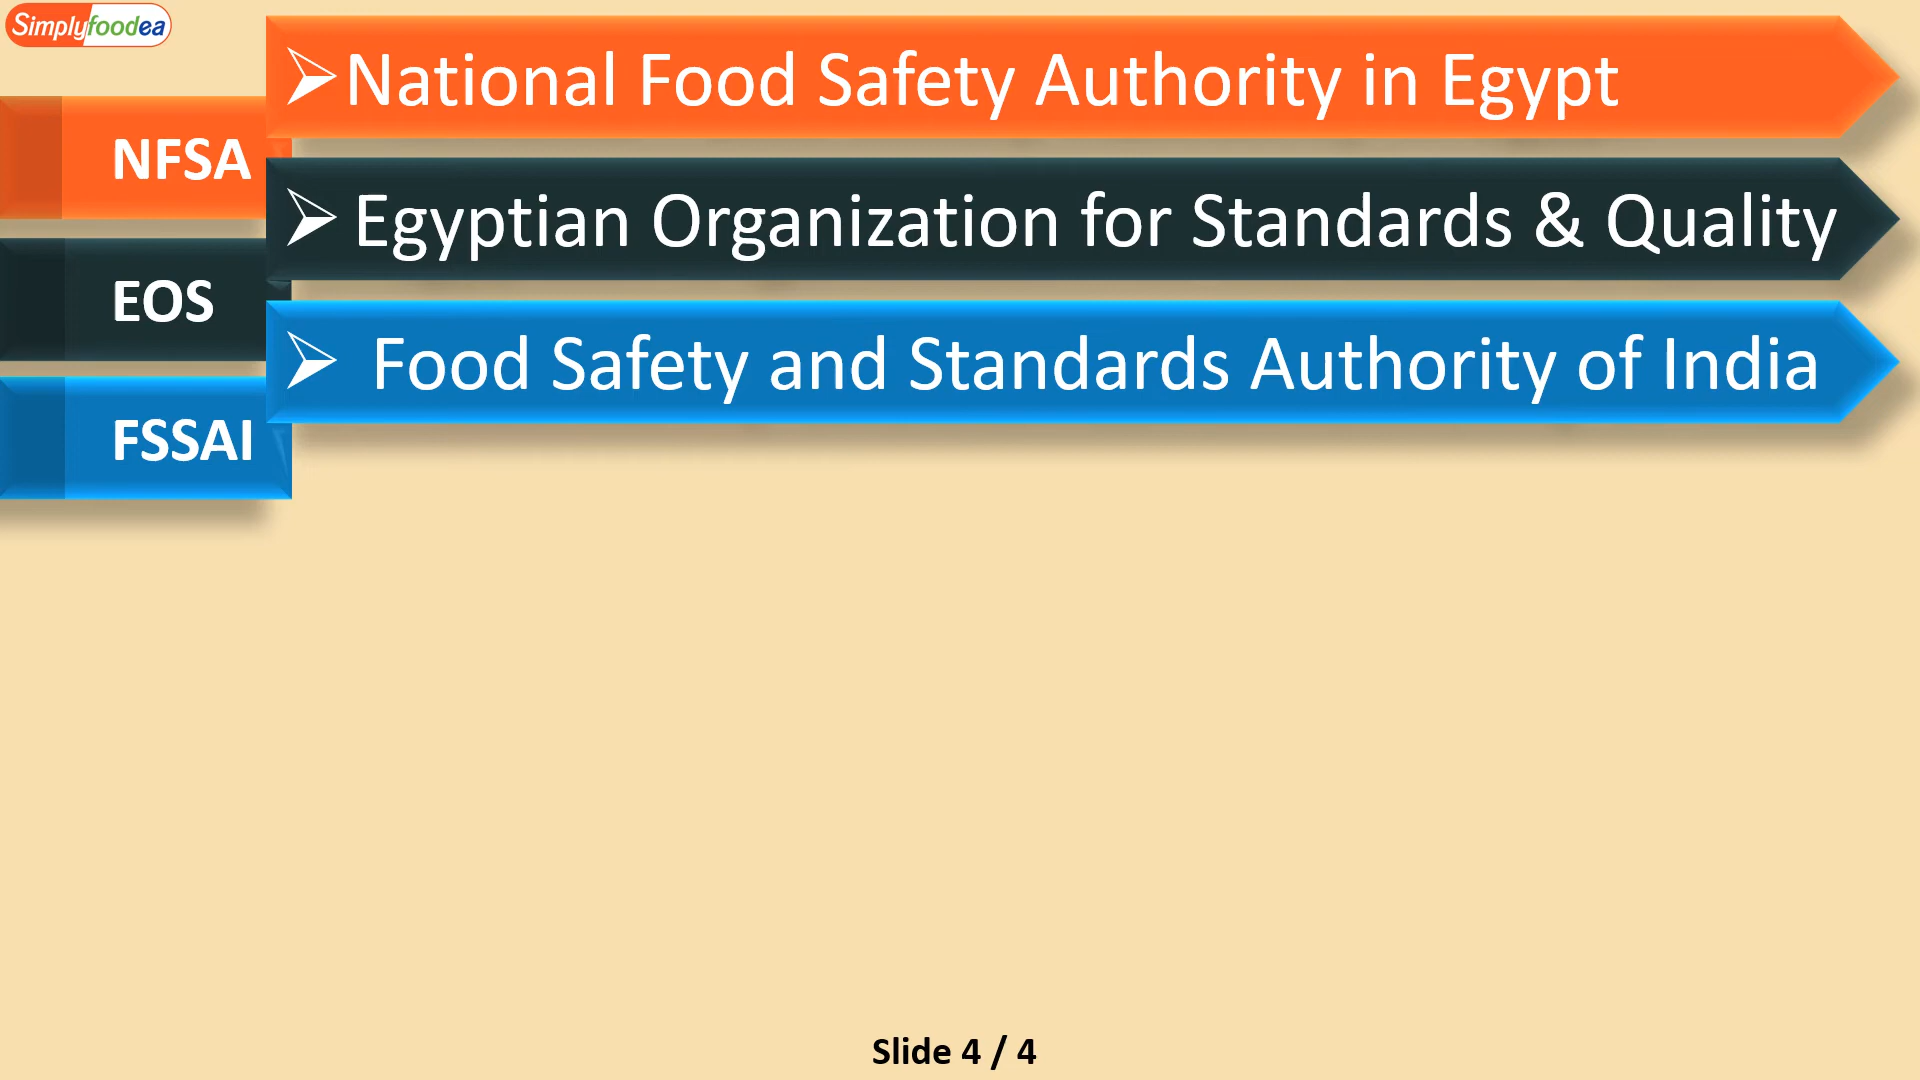 Simplyfoodea
NFSA
➢National Food Safety Authority in Egypt
EOS
➢ Egyptian Organization for Standards & Quality
FSSAI
➢ Food Safety and Standards Authority of India
Slide 4 / 4